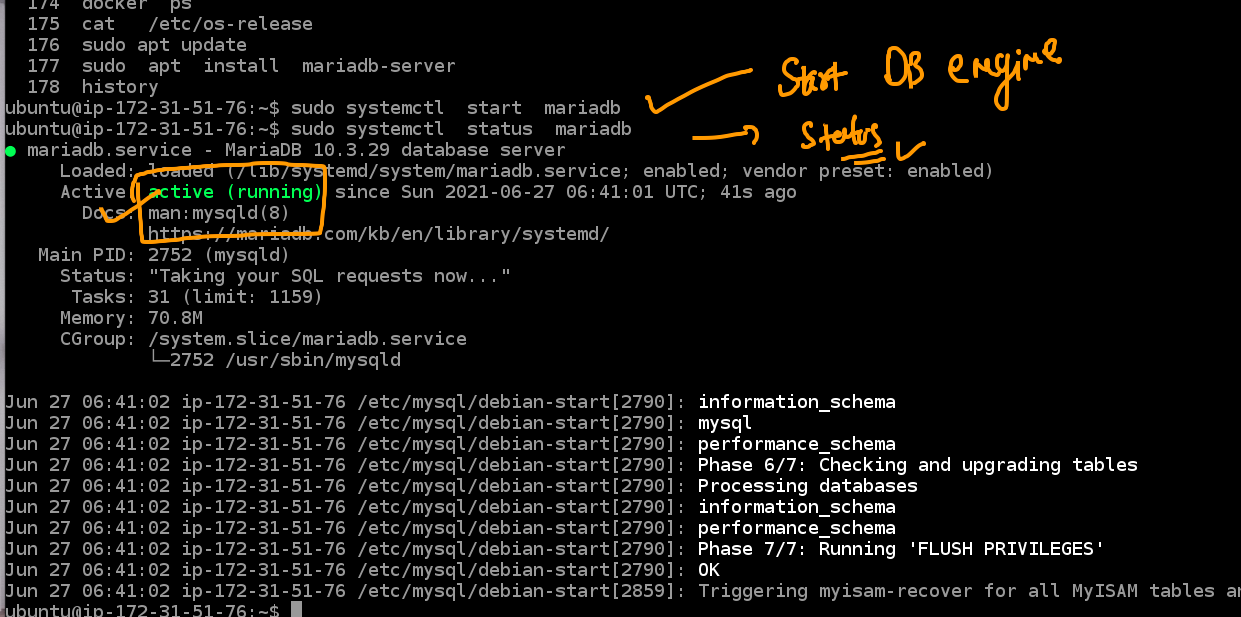 174  docker  ps
175  cat   /etc/os-release
176  sudo apt update
177  sudo  apt  install  mariadb-server
178  history
ubuntu@ip-172-31-51-76:~$ sudo systemctl  start  mariadb
Start DB engine
ubuntu@ip-172-31-51-76:~$ sudo systemctl  status  mariadb
Status
● mariadb.service - MariaDB 10.3.29 database server
Loaded: loaded (/lib/systemd/system/mariadb.service; enabled; vendor preset: enabled)
Active: active (running) since Sun 2021-06-27 06:41:01 UTC; 41s ago
Docs: man:mysqld(8)
https://mariadb.com/kb/en/library/systemd/
Main PID: 2752 (mysqld)
Status: "Taking your SQL requests now..."
Tasks: 31 (limit: 1159)
Memory: 70.8M
CGroup: /system.slice/mariadb.service
└─2752 /usr/sbin/mysqld
Jun 27 06:41:02 ip-172-31-51-76 /etc/mysql/debian-start[2790]: information_schema
Jun 27 06:41:02 ip-172-31-51-76 /etc/mysql/debian-start[2790]: mysql
Jun 27 06:41:02 ip-172-31-51-76 /etc/mysql/debian-start[2790]: performance_schema
Jun 27 06:41:02 ip-172-31-51-76 /etc/mysql/debian-start[2790]: Phase 6/7: Checking and upgrading tables
Jun 27 06:41:02 ip-172-31-51-76 /etc/mysql/debian-start[2790]: Processing databases
Jun 27 06:41:02 ip-172-31-51-76 /etc/mysql/debian-start[2790]: information_schema
Jun 27 06:41:02 ip-172-31-51-76 /etc/mysql/debian-start[2790]: performance_schema
Jun 27 06:41:02 ip-172-31-51-76 /etc/mysql/debian-start[2790]: Phase 7/7: Running 'FLUSH PRIVILEGES'
Jun 27 06:41:02 ip-172-31-51-76 /etc/mysql/debian-start[2790]: OK
Jun 27 06:41:02 ip-172-31-51-76 /etc/mysql/debian-start[2859]: Triggering myisam-recover for all MyISAM tables
ubuntu@ip-172-31-51-76:~$